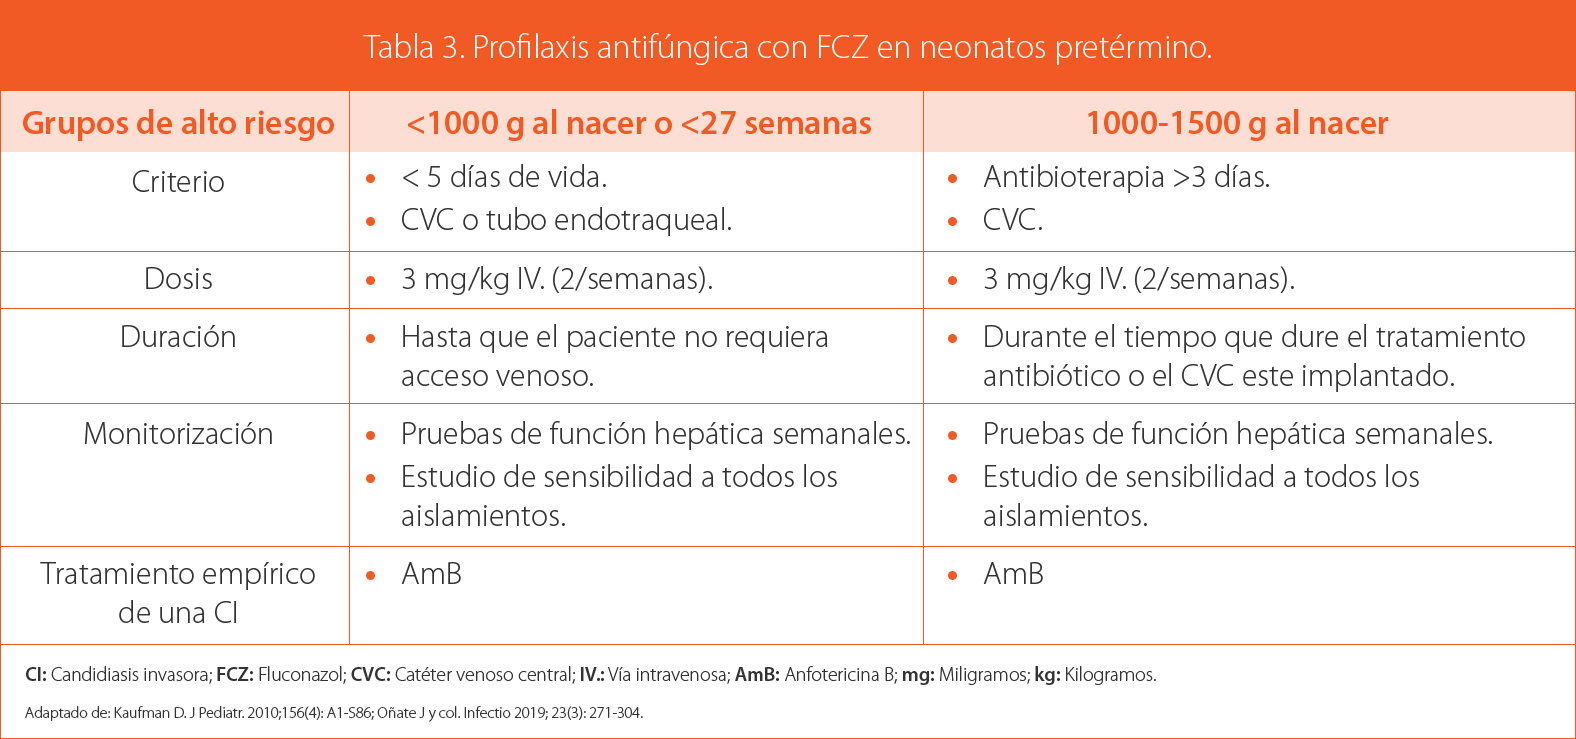 Tabla 3. Profilaxis antifúngica con FCZ en neonatos pretérmino.
Grupos de alto riesgo
<1000 g al nacer o <27 semanas
1000-1500 g al nacer
Criterio
• < 5 días de vida.
• CVC o tubo endotraqueal.
• Antibioterapia >3 días.
• CVC.
Dosis
• 3 mg/kg IV. (2/semanas).
• 3 mg/kg IV. (2/semanas).
Duración
• Hasta que el paciente no requiera
acceso venoso.
• Durante el tiempo que dure el tratamiento
antibiótico o el CVC este implantado.
Monitorización
• Pruebas de función hepática semanales.
• Estudio de sensibilidad a todos los
aislamientos.
• Pruebas de función hepática semanales.
• Estudio de sensibilidad a todos los
aislamientos.
Tratamiento empírico
de una CI
• AmB
• AmB
CI: Candidiasis invasora; FCZ: Fluconazol; CVC: Catéter venoso central; IV.: Vía intravenosa; AmB: Anfotericina B; mg: Miligramos; kg: Kilogramos.
Adaptado de: Kaufman D. J Pediatr. 2010;156(4): A1-S86; Oñate J y col. Infectio 2019; 23(3): 271-304.